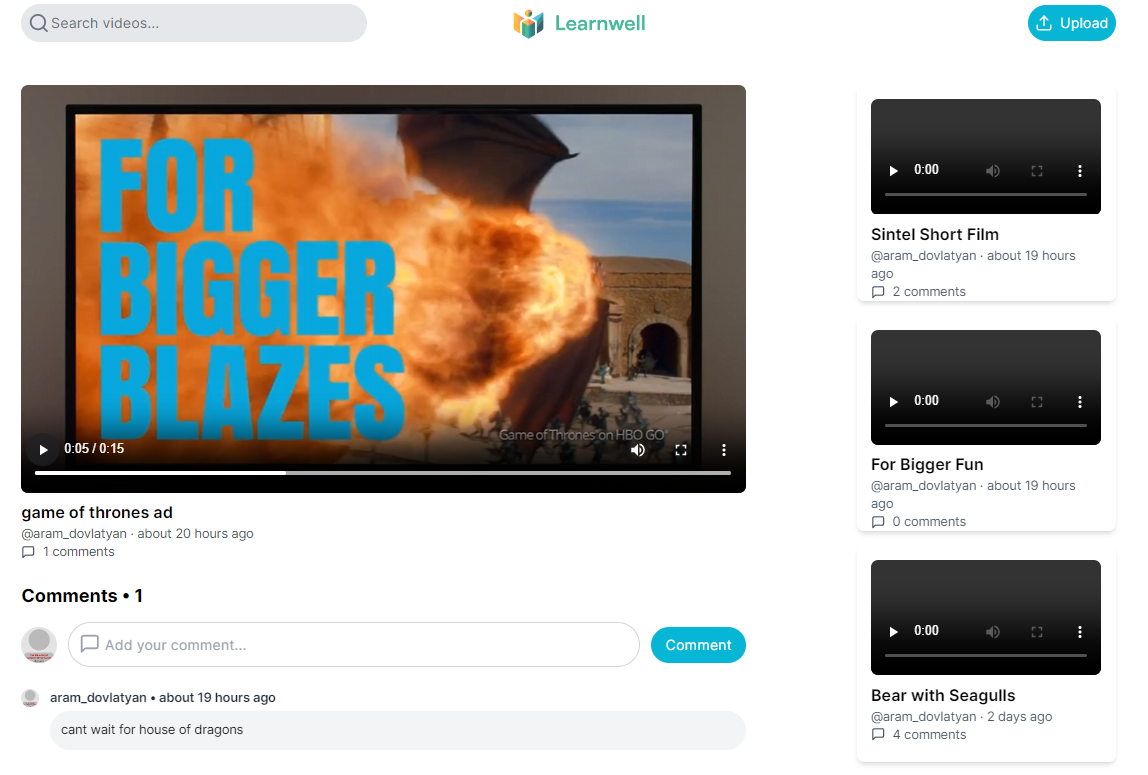 Search videos...
Learnwell
Upload
FOR
BIGGER
BLAZES
Game of Thrones on HBO GO®
0:05 / 0:15
game of thrones ad
@aram_dovlatyan · about 20 hours ago
1 comments
Comments • 1
Add your comment...
Comment
aram_dovlatyan • about 19 hours ago
cant wait for house of dragons
0:00
Sintel Short Film
@aram_dovlatyan · about 19 hours
ago
2 comments
0:00
For Bigger Fun
@aram_dovlatyan · about 19 hours
ago
0 comments
0:00
Bear with Seagulls
@aram_dovlatyan · 2 days ago
4 comments